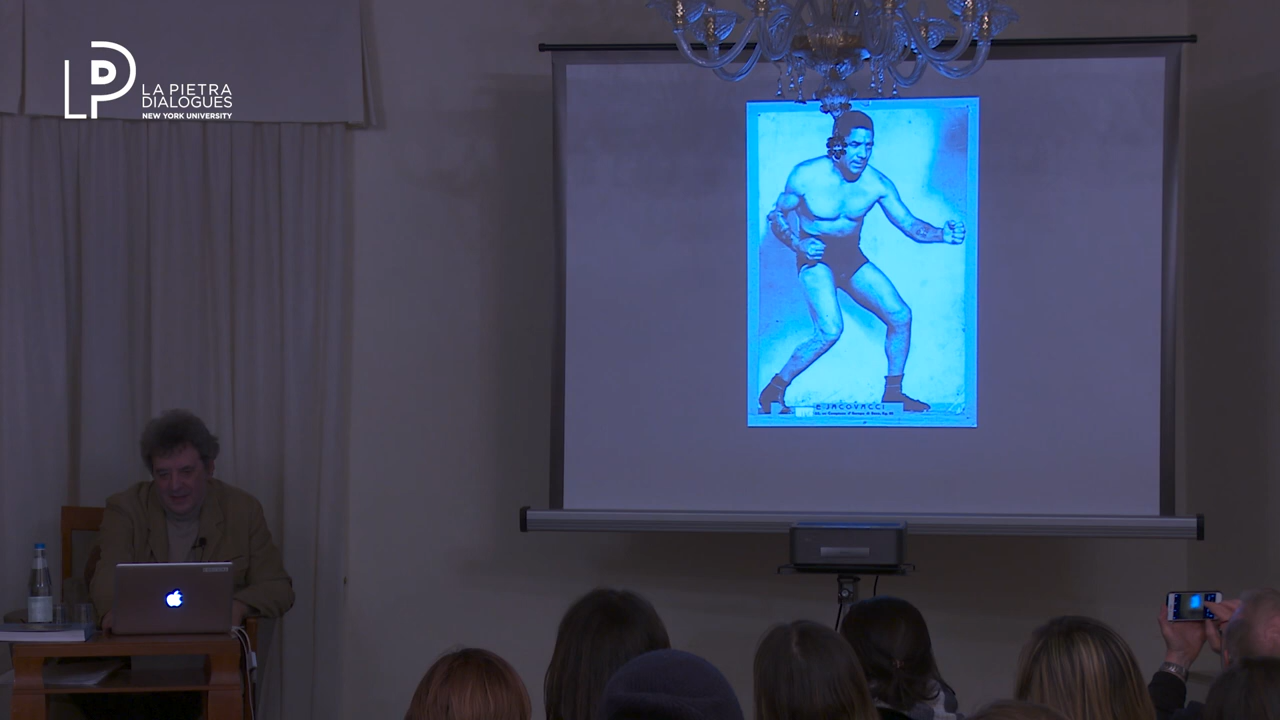 LP
LA PIETRA
DIALOGUES
NEW YORK UNIVERSITY
JACOVACCI